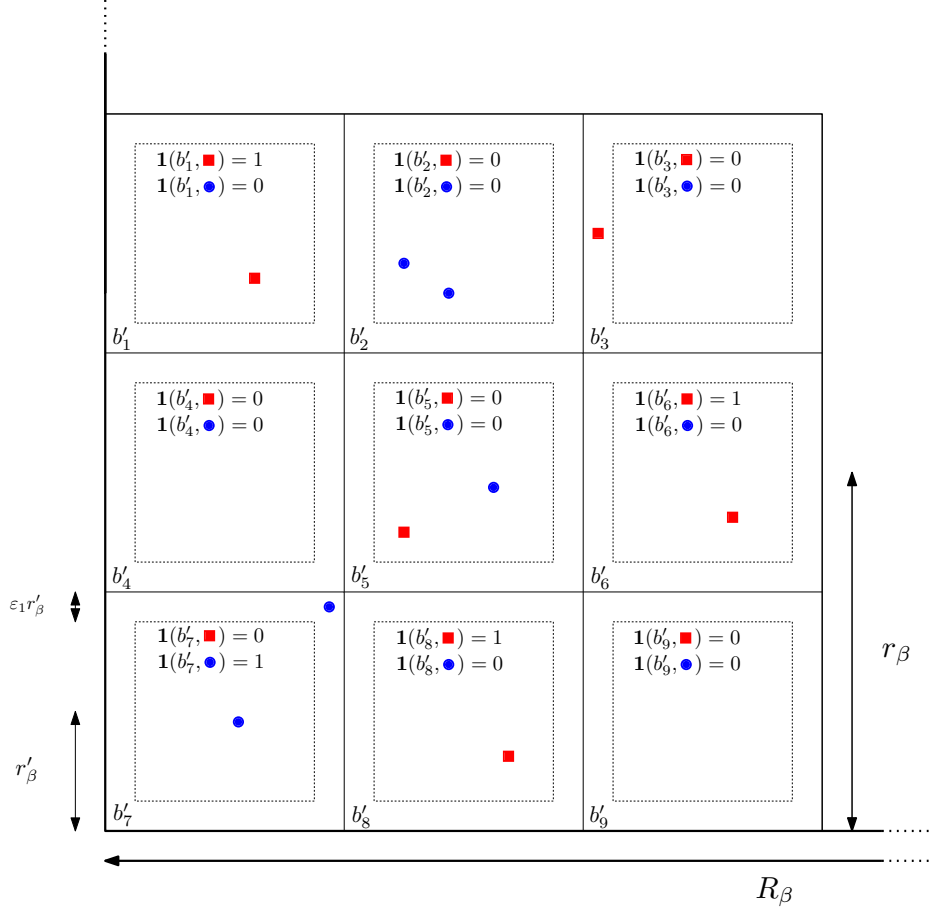 1(b′₁, ■) = 1
1(b′₁, ●) = 0
b′₁
1(b′₂, ■) = 0
1(b′₂, ●) = 0
b′₂
1(b′₃, ■) = 0
1(b′₃, ●) = 0
b′₃
1(b′₄, ■) = 0
1(b′₄, ●) = 0
b′₄
1(b′₅, ■) = 0
1(b′₅, ●) = 0
b′₅
1(b′₆, ■) = 1
1(b′₆, ●) = 0
b′₆
ε₁r′ᵦ
1(b′₇, ■) = 0
1(b′₇, ●) = 1
b′₇
1(b′₈, ■) = 1
1(b′₈, ●) = 0
b′₈
1(b′₉, ■) = 0
1(b′₉, ●) = 0
b′₉
rᵦ
r′ᵦ
Rᵦ